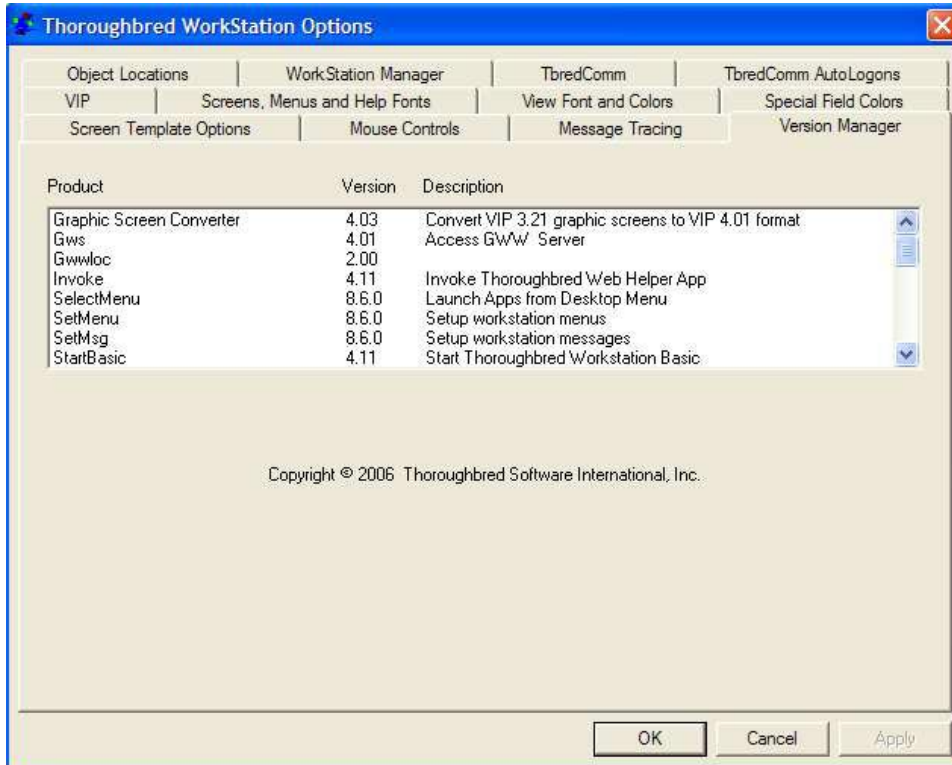 Thoroughbred WorkStation Options
Object Locations WorkStation Manager TbredComm TbredComm AutoLogons
VIP Screens, Menus and Help Fonts View Font and Colors Special Field Colors
Screen Template Options Mouse Controls Message Tracing Version Manager
Product Version Description
Graphic Screen Converter 4.03 Convert VIP 3.21 graphic screens to VIP 4.01 format
Gws 4.01 Access GWW Server
Gwwloc 2.00
Invoke 4.11 Invoke Thoroughbred Web Helper App
SelectMenu 8.6.0 Launch Apps from Desktop Menu
SetMenu 8.6.0 Setup workstation menus
SetMsg 8.6.0 Setup workstation messages
StartBasic 4.11 Start Thoroughbred Workstation Basic
Copyright © 2006 Thoroughbred Software International, Inc.
OK Cancel Apply